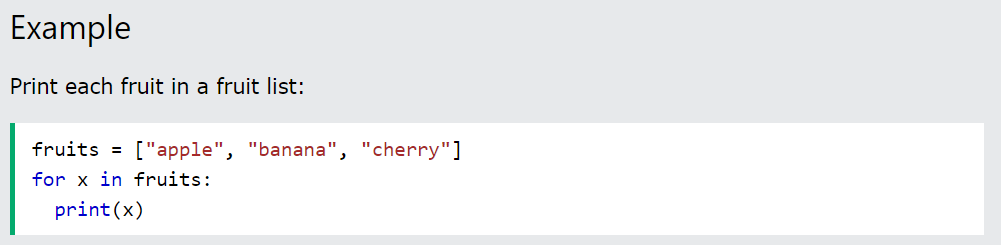 Example
Print each fruit in a fruit list:
fruits = ["apple", "banana", "cherry"]
for x in fruits:
  print(x)